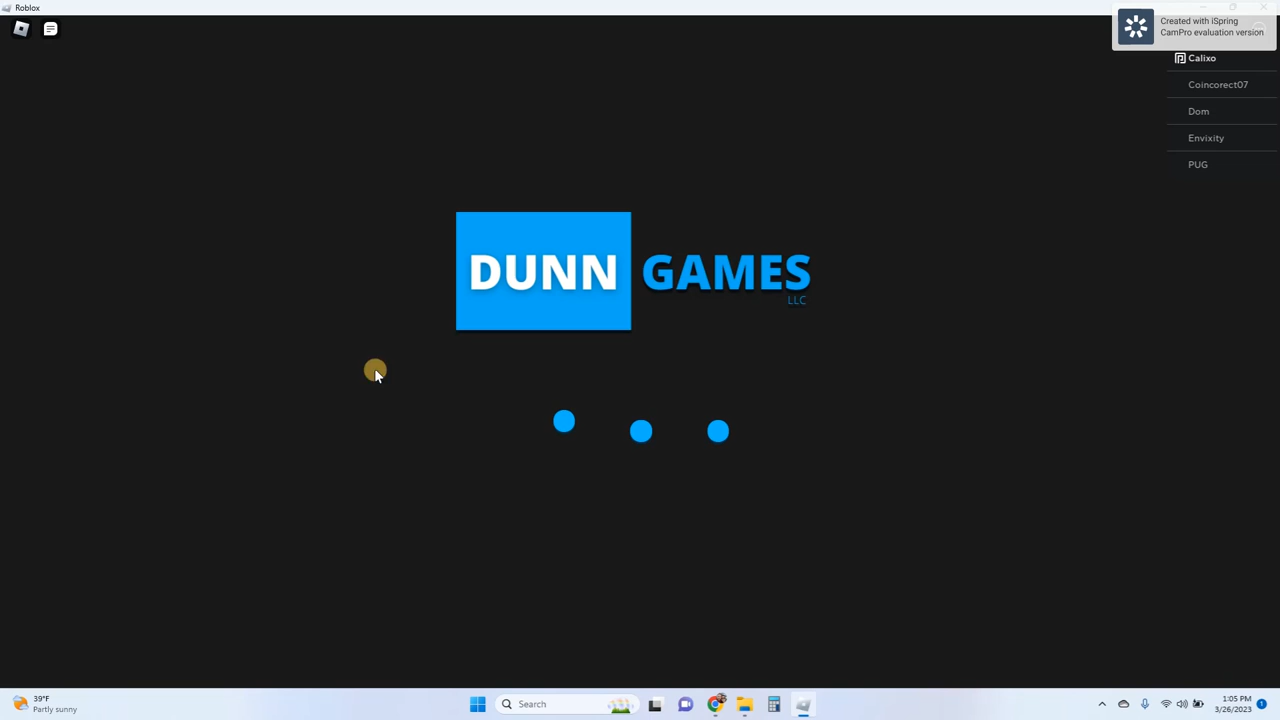 Roblox
Created with iSpring
CamPro evaluation version
Calixo
Coincorect07
Dom
Envixity
PUG
DUNN GAMES
LLC
39°F
Partly sunny
Search
1:05 PM
3/26/2023
1